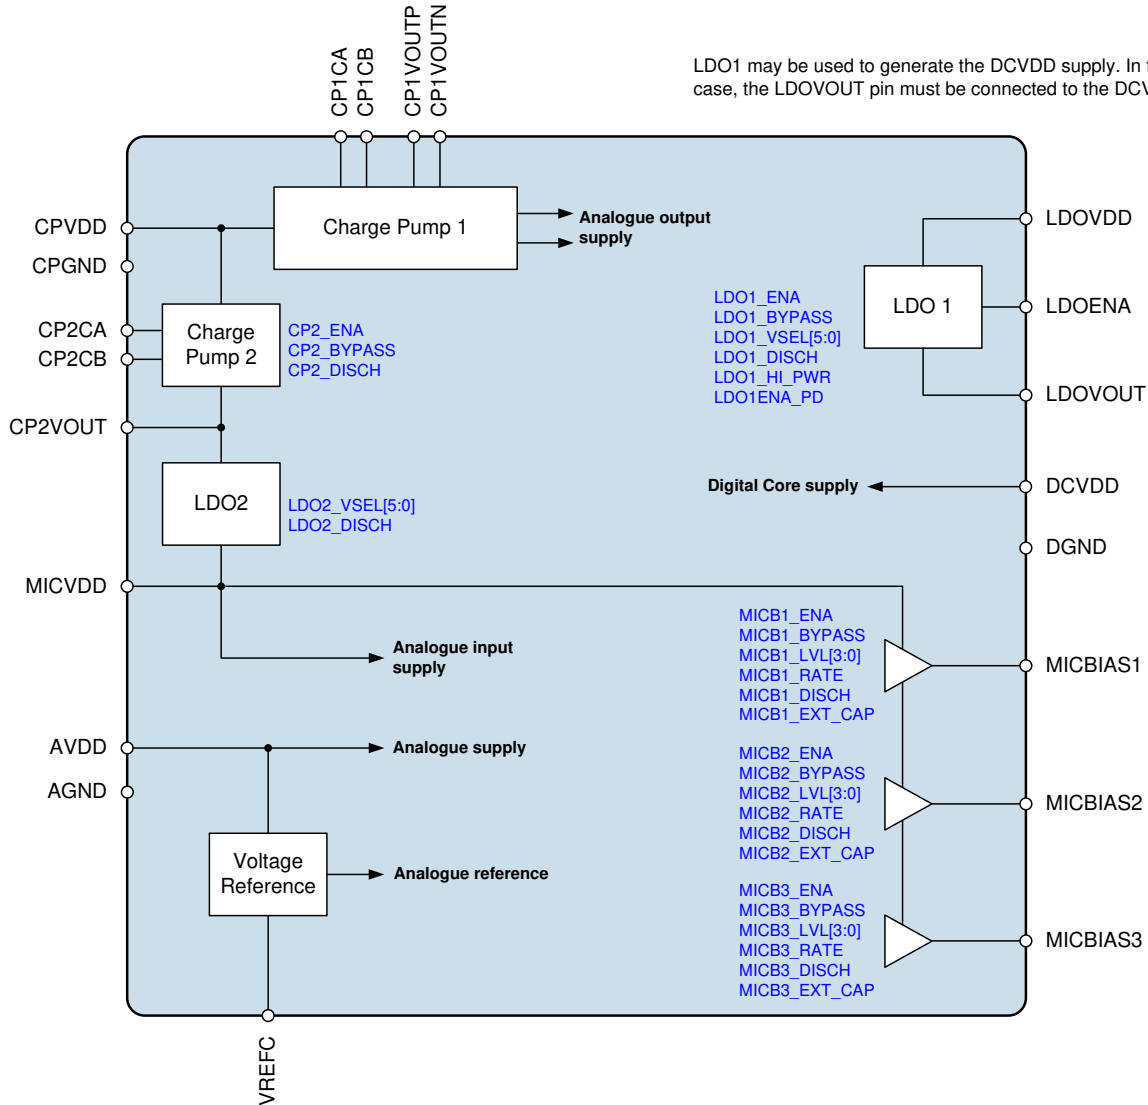 CP1CA
CP1CB
CP1VOUTP
CP1VOUTN
LDO1 may be used to generate the DCVDD supply. In
case, the LDOVOUT pin must be connected to the
CPVDD
CPGND
CP2CA
CP2CB
CP2VOUT
MICVDD
AVDD
AGND
VREFC
Charge Pump 1
Analogue output
supply
Charge
Pump 2
CP2_ENA
CP2_BYPASS
CP2_DISCH
LDO2
LDO2_VSEL[5:0]
LDO2_DISCH
Analogue input
supply
Analogue supply
Voltage
Reference
Analogue reference
LDO1_ENA
LDO1_BYPASS
LDO1_VSEL[5:0]
LDO1_DISCH
LDO1_HI_PWR
LDO1ENA_PD
LDO 1
LDOVDD
LDOENA
LDOVOUT
Digital Core supply
DCVDD
DGND
MICB1_ENA
MICB1_BYPASS
MICB1_LVL[3:0]
MICB1_RATE
MICB1_DISCH
MICB1_EXT_CAP
MICBIAS1
MICB2_ENA
MICB2_BYPASS
MICB2_LVL[3:0]
MICB2_RATE
MICB2_DISCH
MICB2_EXT_CAP
MICBIAS2
MICB3_ENA
MICB3_BYPASS
MICB3_LVL[3:0]
MICB3_RATE
MICB3_DISCH
MICB3_EXT_CAP
MICBIAS3